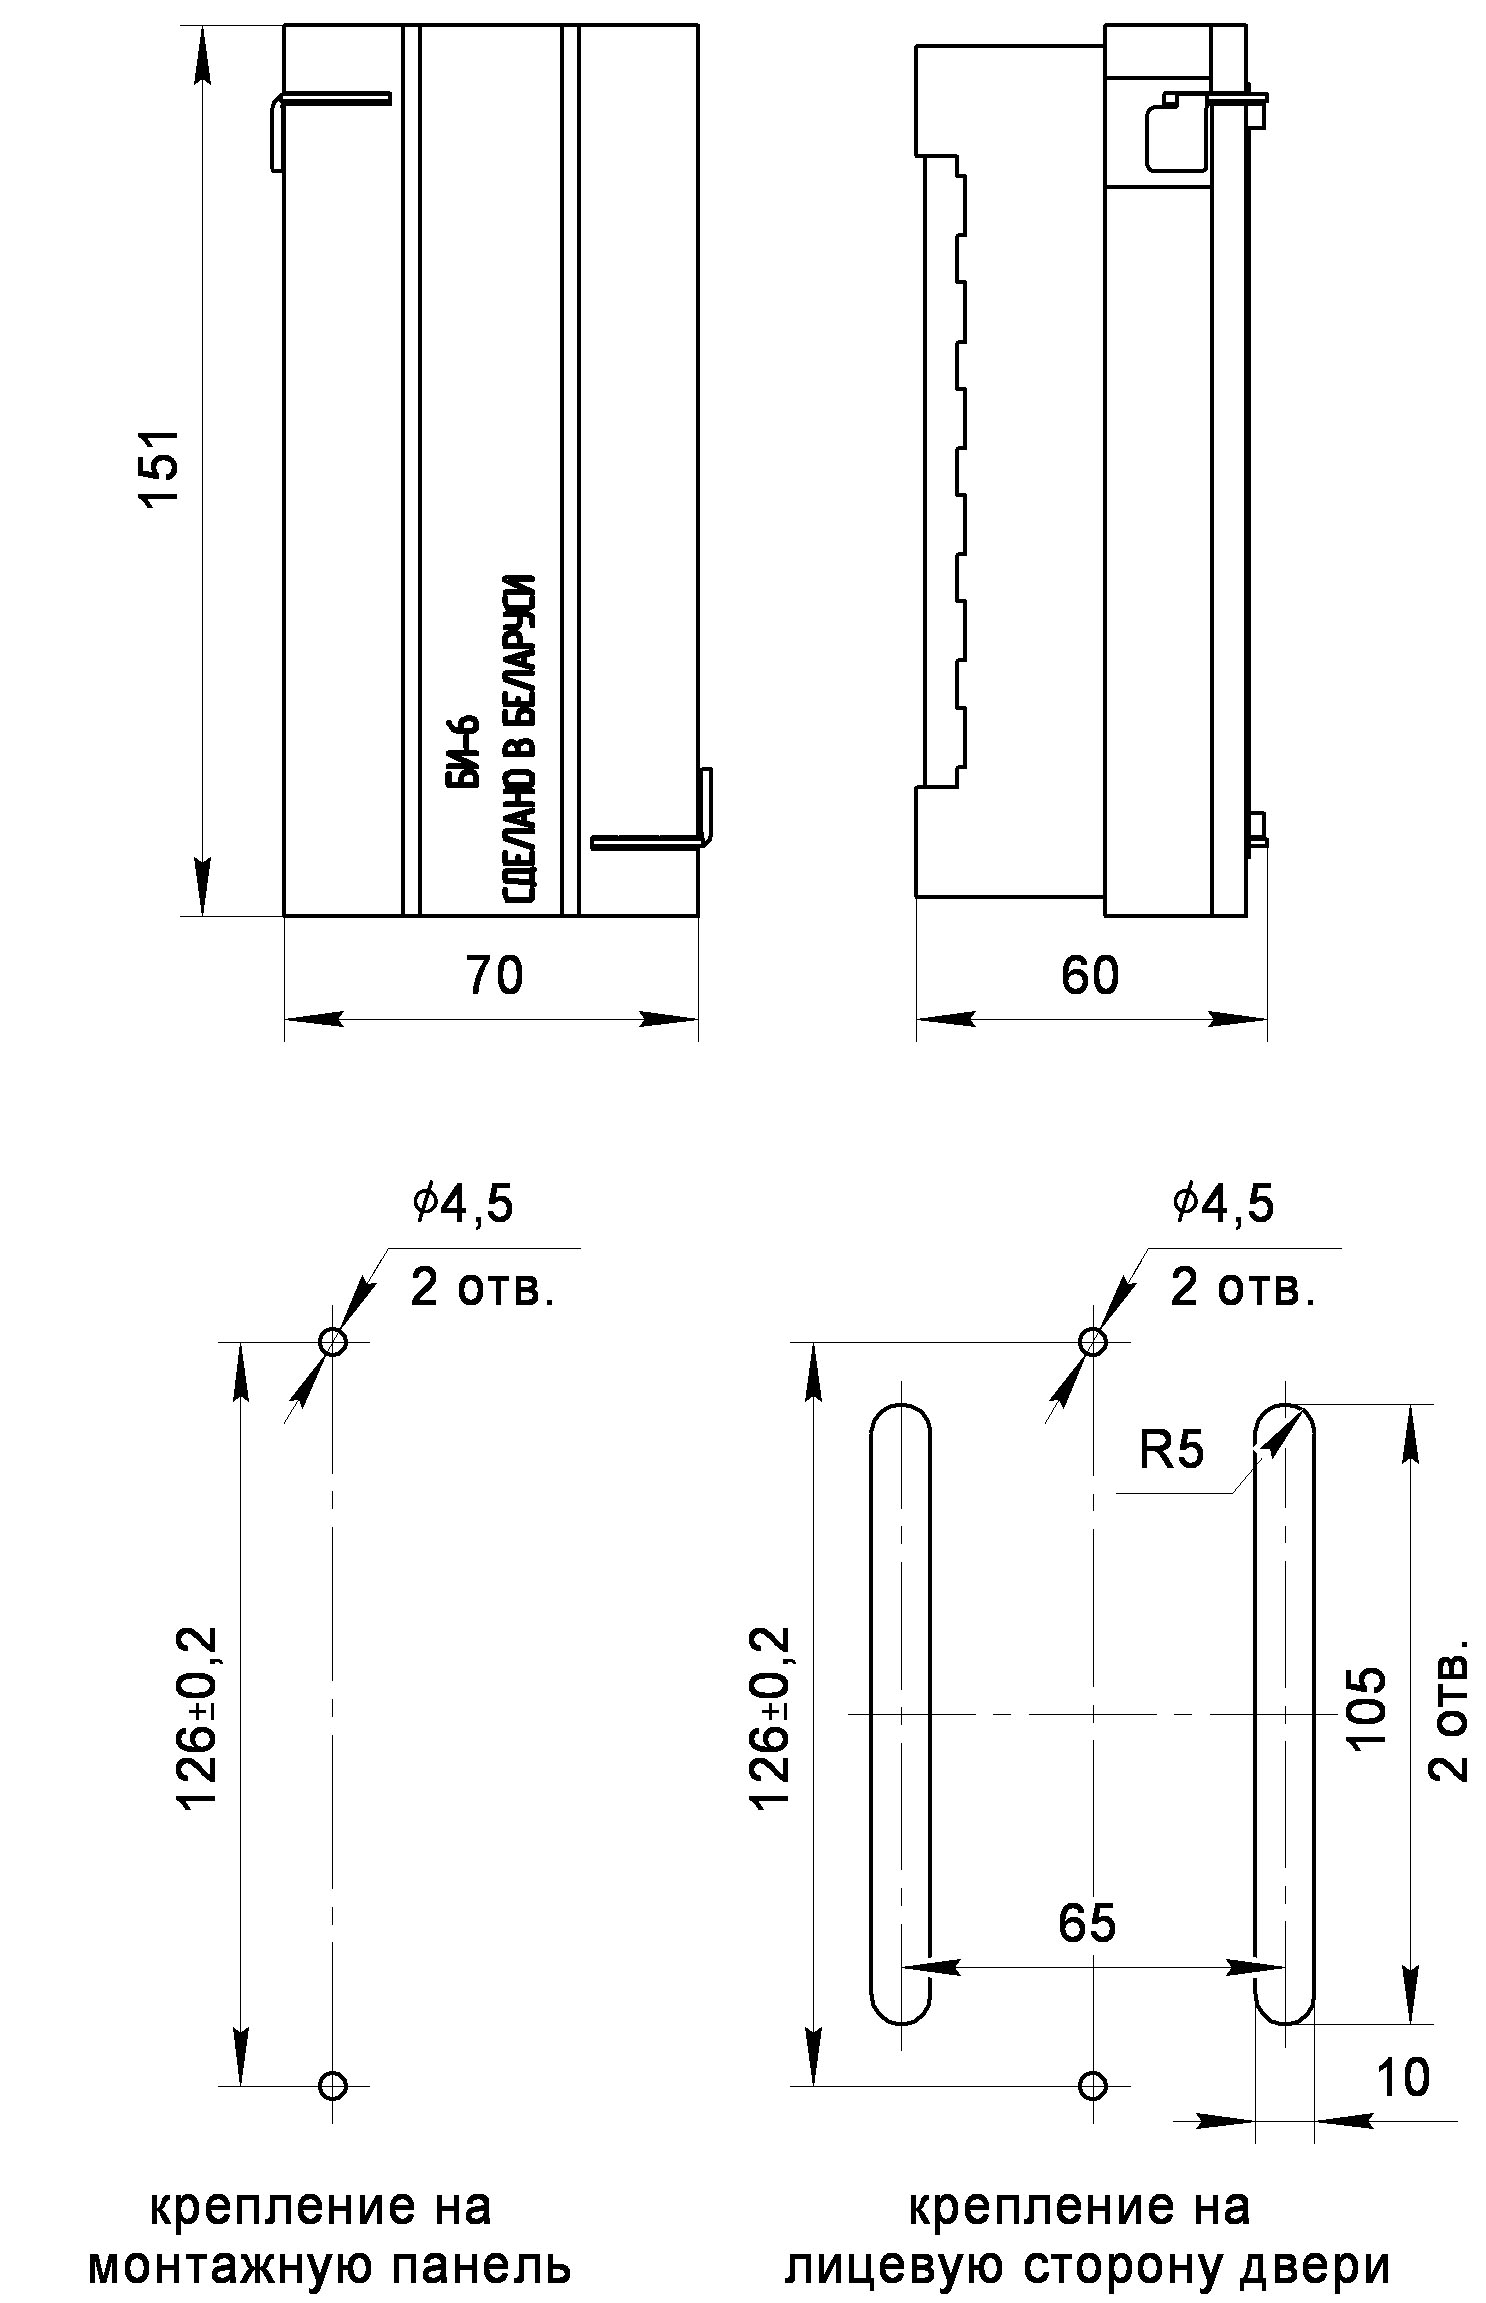 151
БИ-6
СДЕЛАНО В БЕЛАРУСИ
70
60
ϕ4,5
2 отв.
ϕ4,5
2 отв.
R5
126±0,2
126±0,2
105
2 отв.
65
10
крепление на
монтажную панель
крепление на
лицевую сторону двери